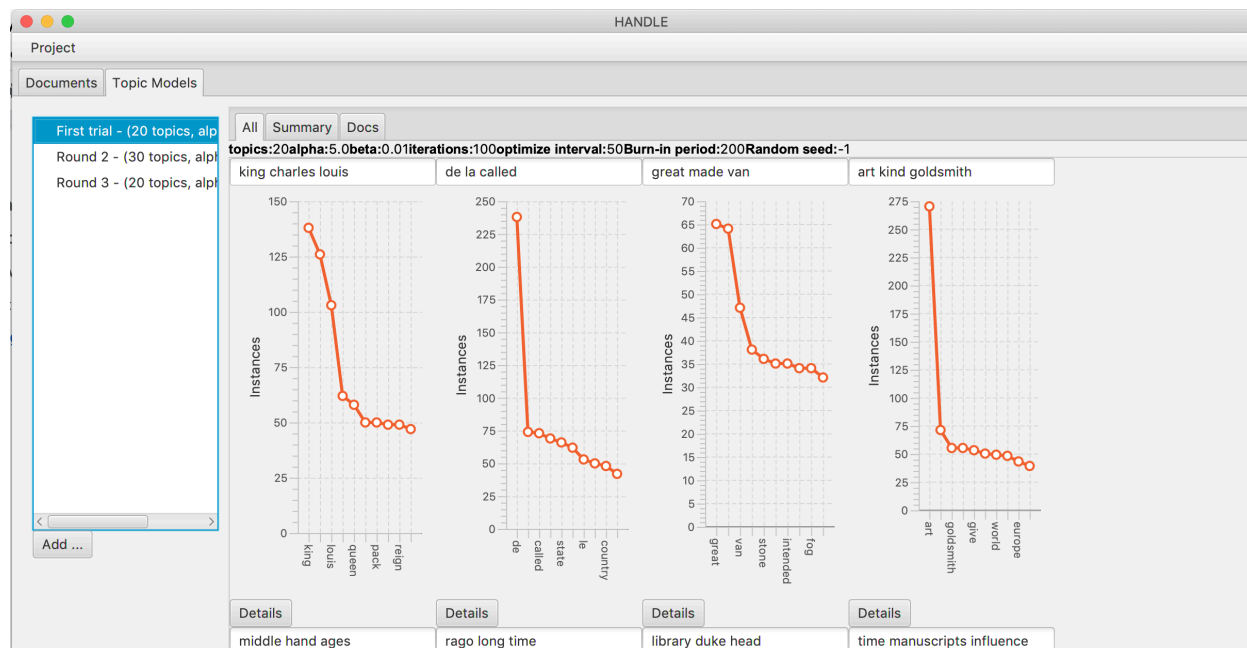 HANDLE
Project
Documents
Topic Models
First trial - (20 topics, alp
Round 2 - (30 topics, alph
Round 3 - (20 topics, alph
Add ...
All
Summary
Docs
topics:20alpha:5.0beta:0.01iterations:100optimize interval:50Burn-in period:200Random seed:-1
king charles louis
150
125
100
75
50
25
0
Instances
king
louis
queen
pack
reign
Details
de la called
250
225
200
175
150
125
100
75
50
25
0
Instances
de
called
state
le
country
Details
great made van
70
65
60
55
50
45
40
35
30
25
20
15
10
5
0
Instances
great
van
stone
intended
fog
Details
art kind goldsmith
275
250
225
200
175
150
125
100
75
50
25
0
Instances
art
goldsmith
give
world
europe
Details
middle hand ages
rago long time
library duke head
time manuscripts influence